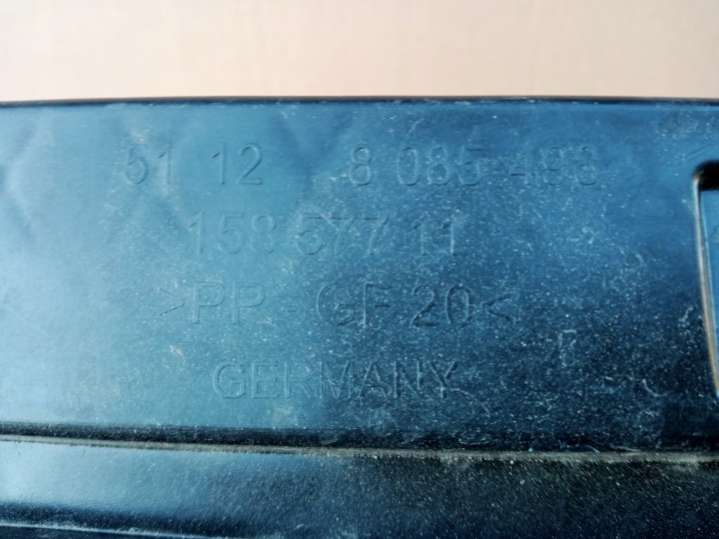 51 12 8 085 493
158 577 11
>PP - GF 20<
GERMANY